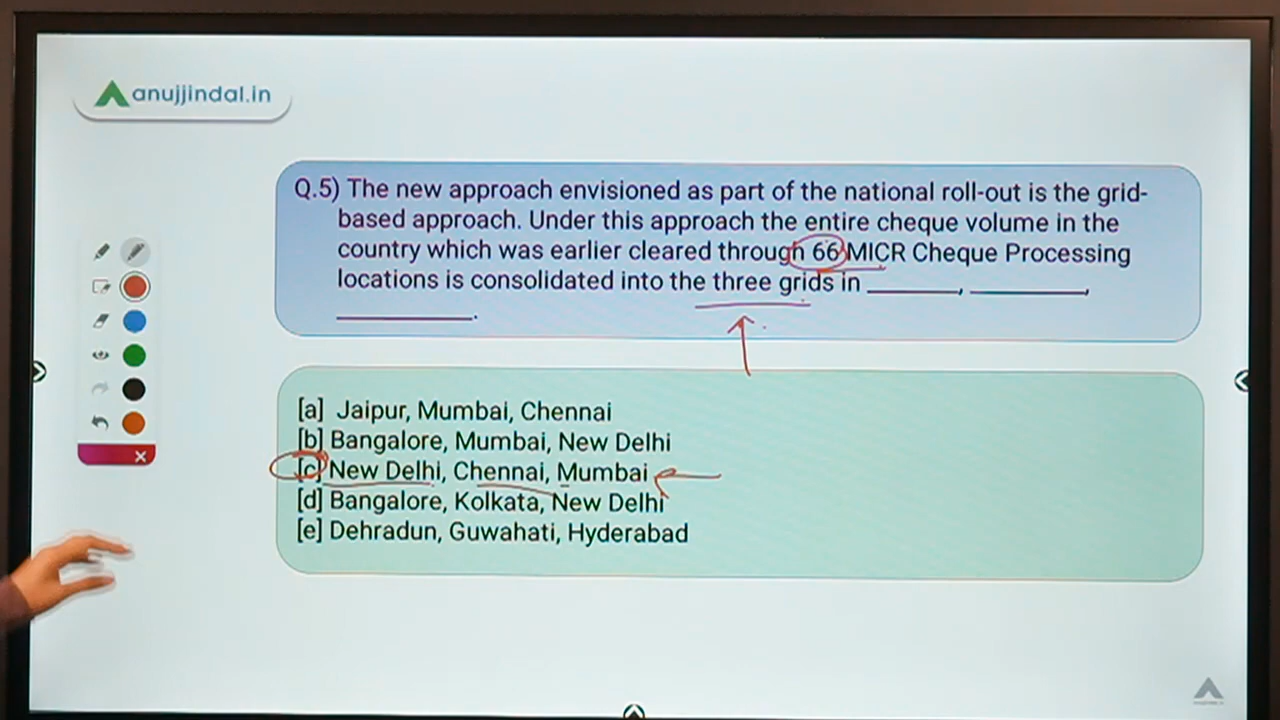 anujjindal.in
Q.5) The new approach envisioned as part of the national roll-out is the grid-
based approach. Under this approach the entire cheque volume in the
country which was earlier cleared through 66 MICR Cheque Processing
locations is consolidated into the three grids in ________, __________,
____________.
[a] Jaipur, Mumbai, Chennai
[b] Bangalore, Mumbai, New Delhi
[c] New Delhi, Chennai, Mumbai
[d] Bangalore, Kolkata, New Delhi
[e] Dehradun, Guwahati, Hyderabad